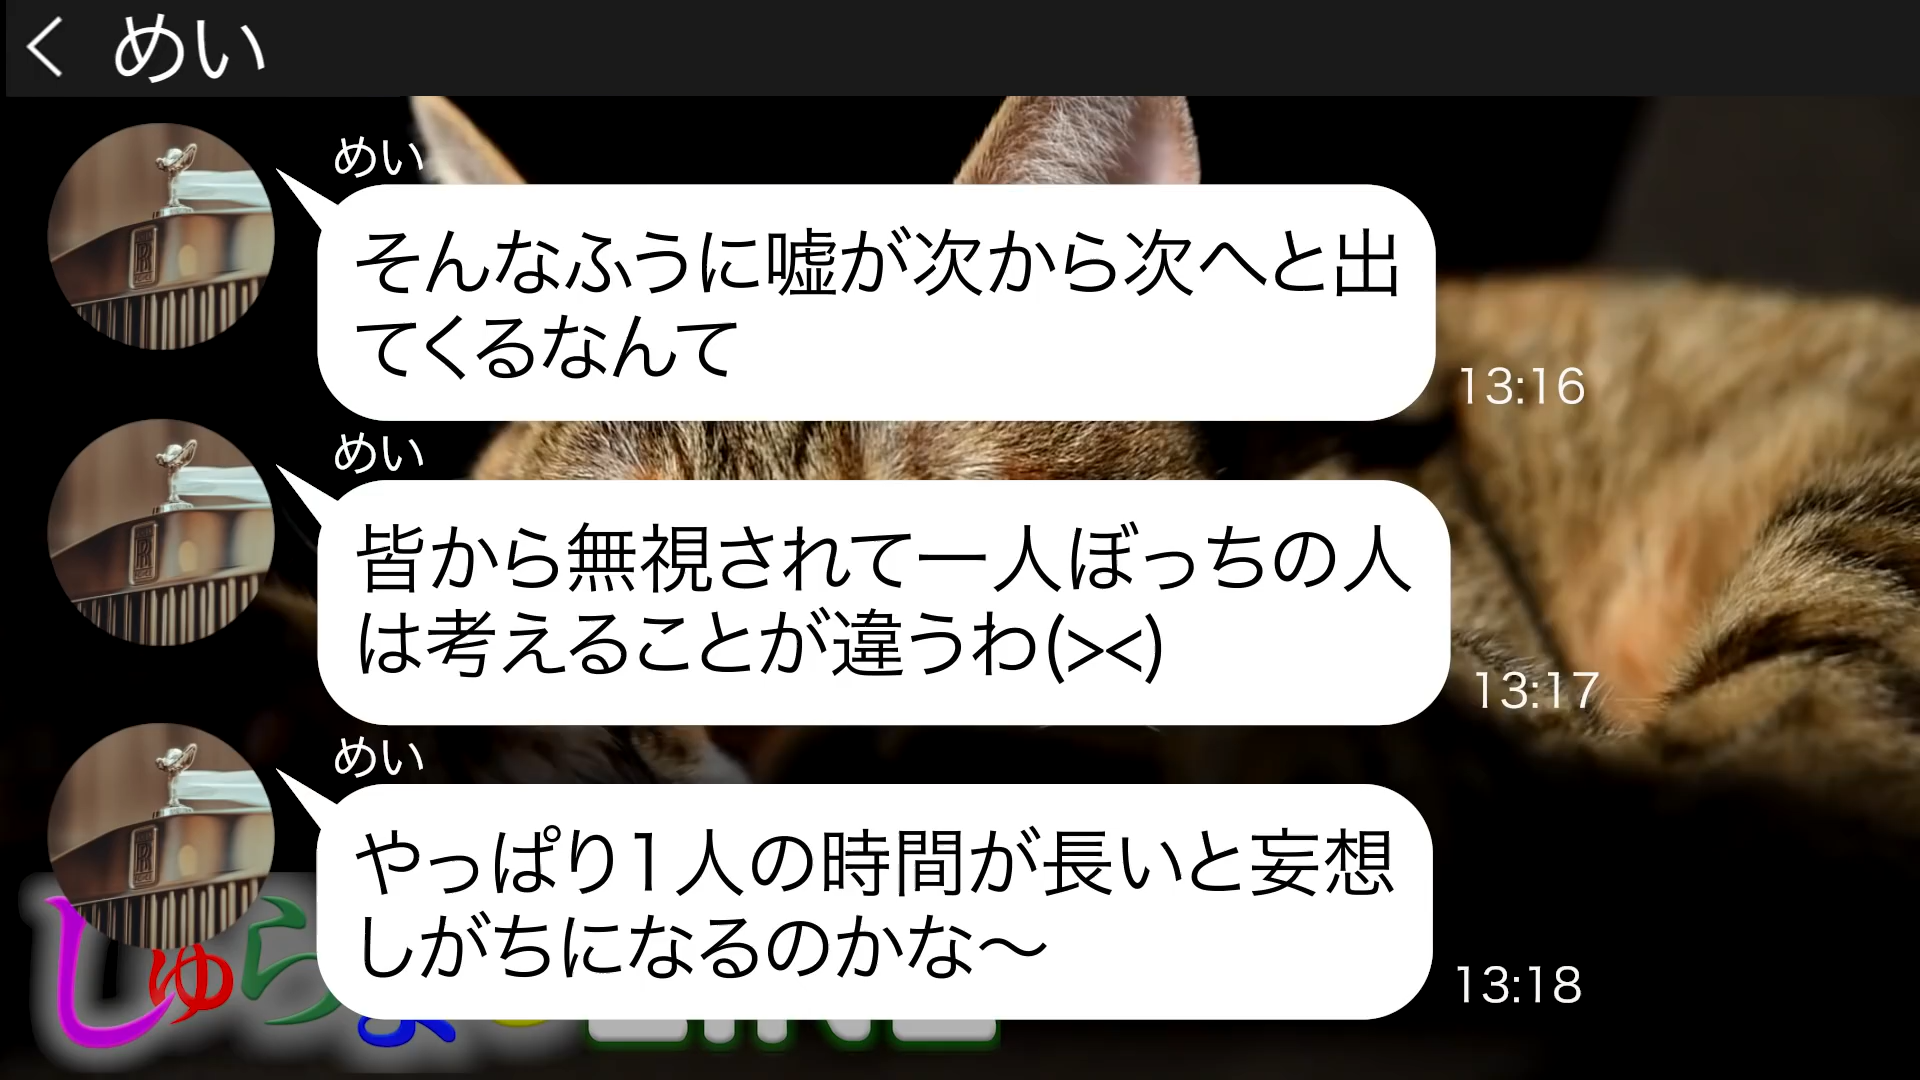 めい
めい
そんなふうに嘘が次から次へと出
てくるなんて
13:16
めい
皆から無視されて一人ぼっちの人
は考えることが違うわ(><)
13:17
めい
やっぱり1人の時間が長いと妄想
しがちになるのかな〜
13:18
しゅら